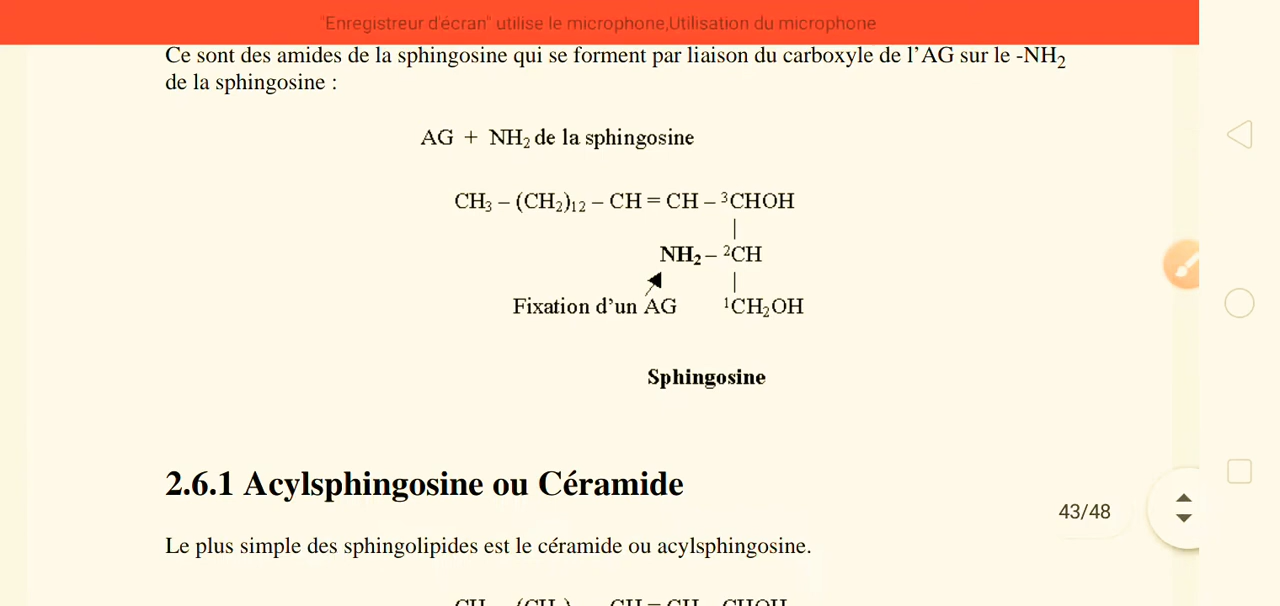 "Enregistreur d'écran" utilise le microphone,Utilisation du microphone
Ce sont des amides de la sphingosine qui se forment par liaison du carboxyle de l'AG sur le -NH₂
de la sphingosine :
AG + NH₂ de la sphingosine
CH₃ – (CH₂)₁₂ – CH = CH – ³CHOH
|
NH₂ – ²CH
|
Fixation d'un AG ¹CH₂OH
Sphingosine
2.6.1 Acylsphingosine ou Céramide
43/48
Le plus simple des sphingolipides est le céramide ou acylsphingosine.